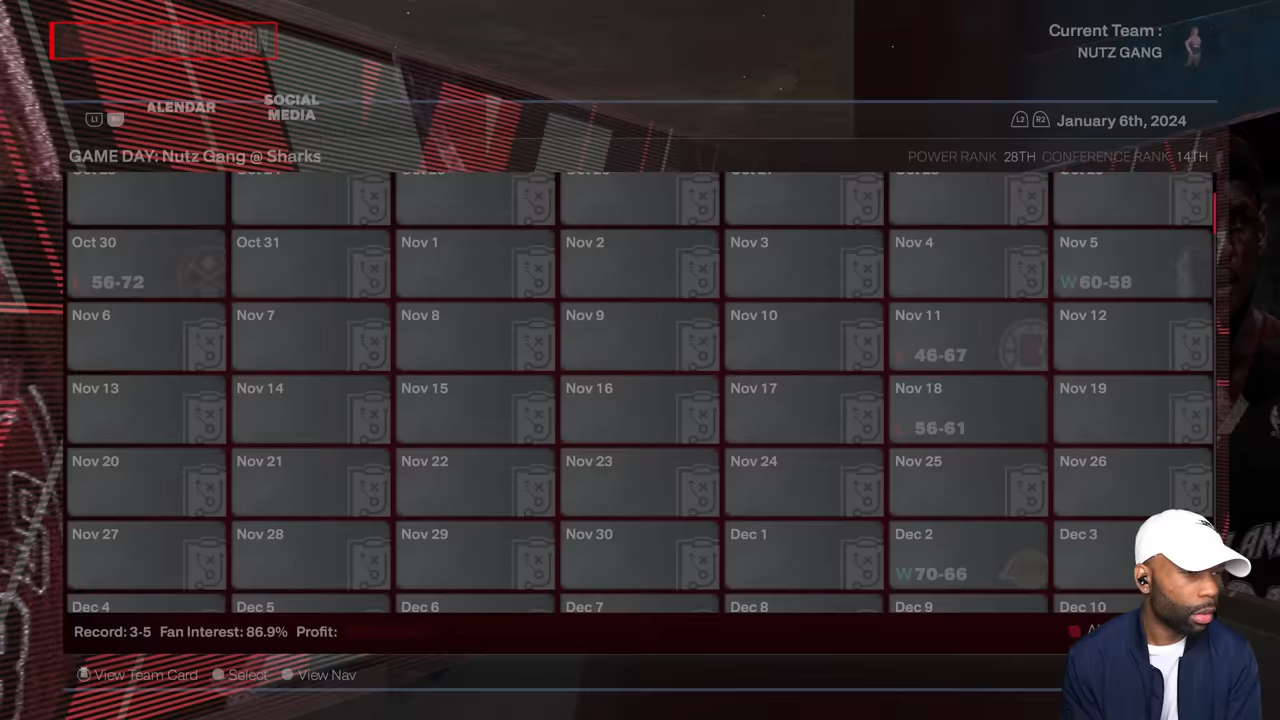 REGULAR SEASON
Current Team :
NUTZ GANG
ALENDAR
SOCIAL
MEDIA
L1 R1
L2 R2 January 6th, 2024
GAME DAY: Nutz Gang @ Sharks
POWER RANK 28TH CONFERENCE RANK 14TH
Oct 30 Oct 31 Nov 1 Nov 2 Nov 3 Nov 4 Nov 5
L 56-72 W 60-58
Nov 6 Nov 7 Nov 8 Nov 9 Nov 10 Nov 11 Nov 12
L 46-67
Nov 13 Nov 14 Nov 15 Nov 16 Nov 17 Nov 18 Nov 19
L 56-61
Nov 20 Nov 21 Nov 22 Nov 23 Nov 24 Nov 25 Nov 26
Nov 27 Nov 28 Nov 29 Nov 30 Dec 1 Dec 2 Dec 3
W 70-66
Dec 4 Dec 5 Dec 6 Dec 7 Dec 8 Dec 9 Dec 10
Record: 3-5 Fan Interest: 86.9% Profit:
View Team Card Select View Nav